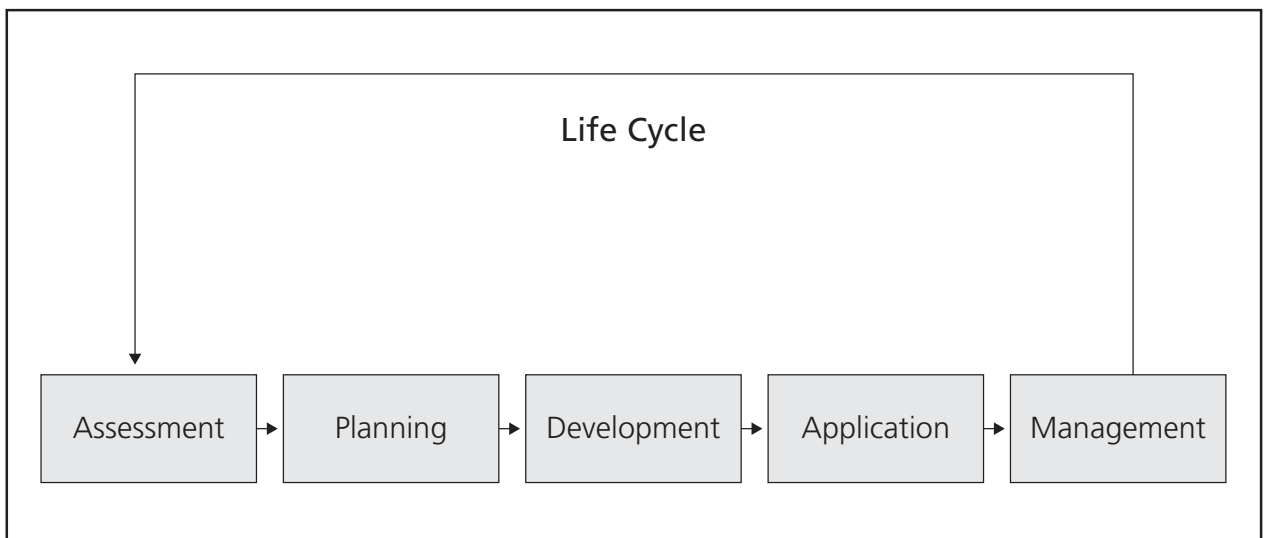 Life Cycle
Assessment
Planning
Development
Application
Management